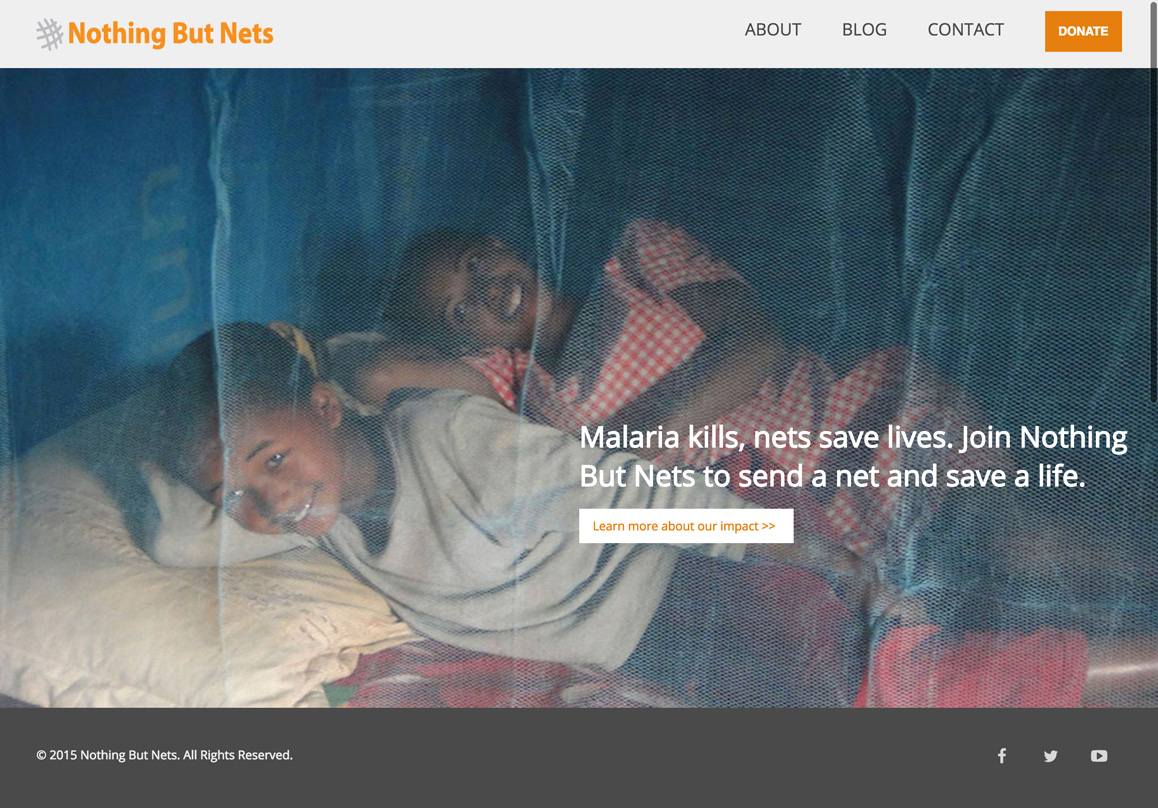 Nothing But Nets
ABOUT BLOG CONTACT DONATE
Malaria kills, nets save lives. Join Nothing
But Nets to send a net and save a life.
Learn more about our impact >>
© 2015 Nothing But Nets. All Rights Reserved.